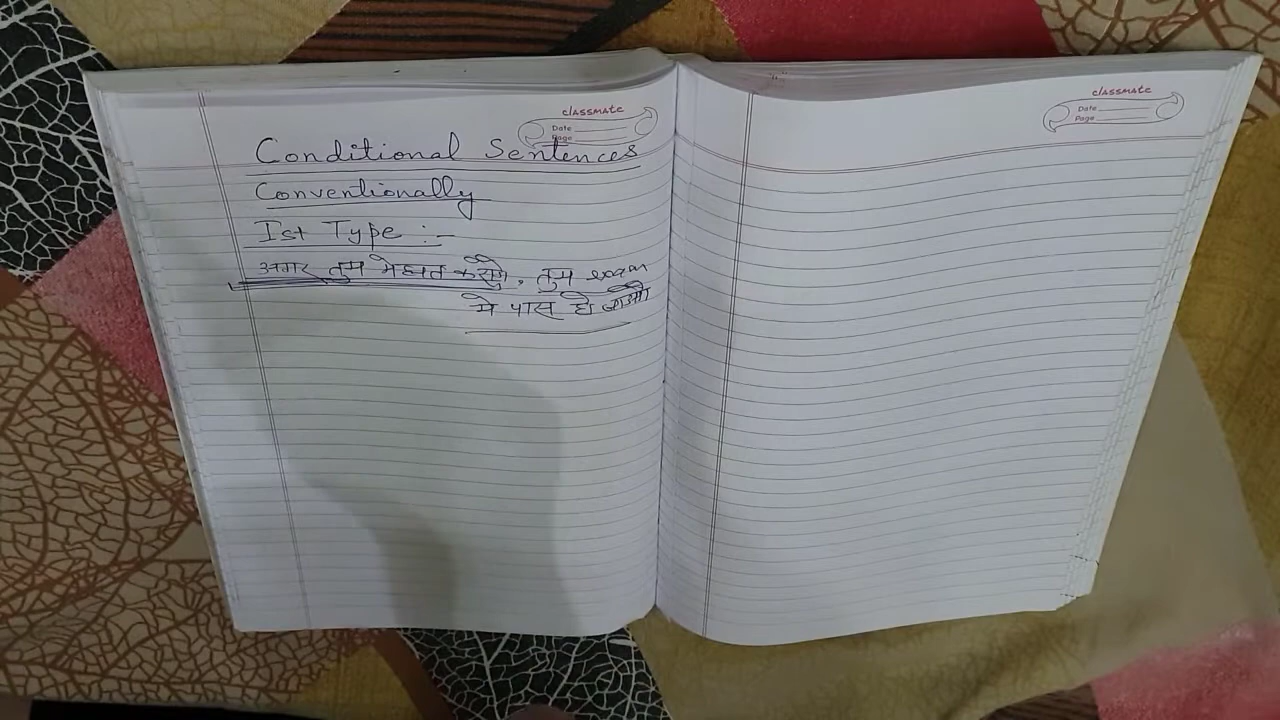 classmate
Date
Page
Conditional Sentences
Conventionally
Ist Type :-
अगर तुम मेहनत करोगे, तुम exam
मे पास हो जाओगे
classmate
Date
Page